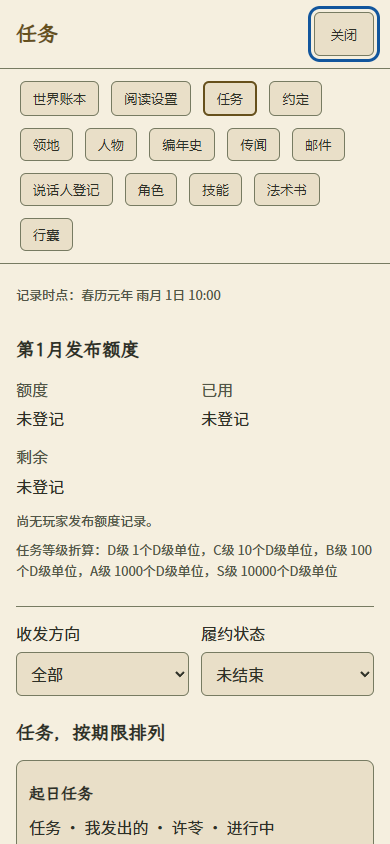 任务
关闭
世界账本 阅读设置 任务 约定
领地 人物 编年史 传闻 邮件
说话人登记 角色 技能 法术书
行囊
记录时点：春历元年 雨月 1日 10:00
第1月发布额度
额度 已用
未登记 未登记
剩余
未登记
尚无玩家发布额度记录。
任务等级折算：D级 1个D级单位，C级 10个D级单位，B级 100
个D级单位，A级 1000个D级单位，S级 10000个D级单位
收发方向 履约状态
全部 未结束
任务，按期限排列
起日任务
任务 · 我发出的 · 许苓 · 进行中